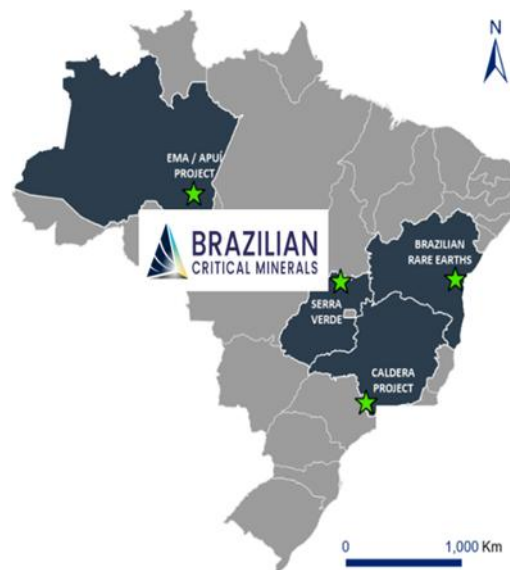 N
EMA / APUÍ
PROJECT
BRAZILIAN
CRITICAL MINERALS
BRAZILIAN
RARE EARTHS
SERRA
VERDE
CALDERA
PROJECT
0 1,000 Km